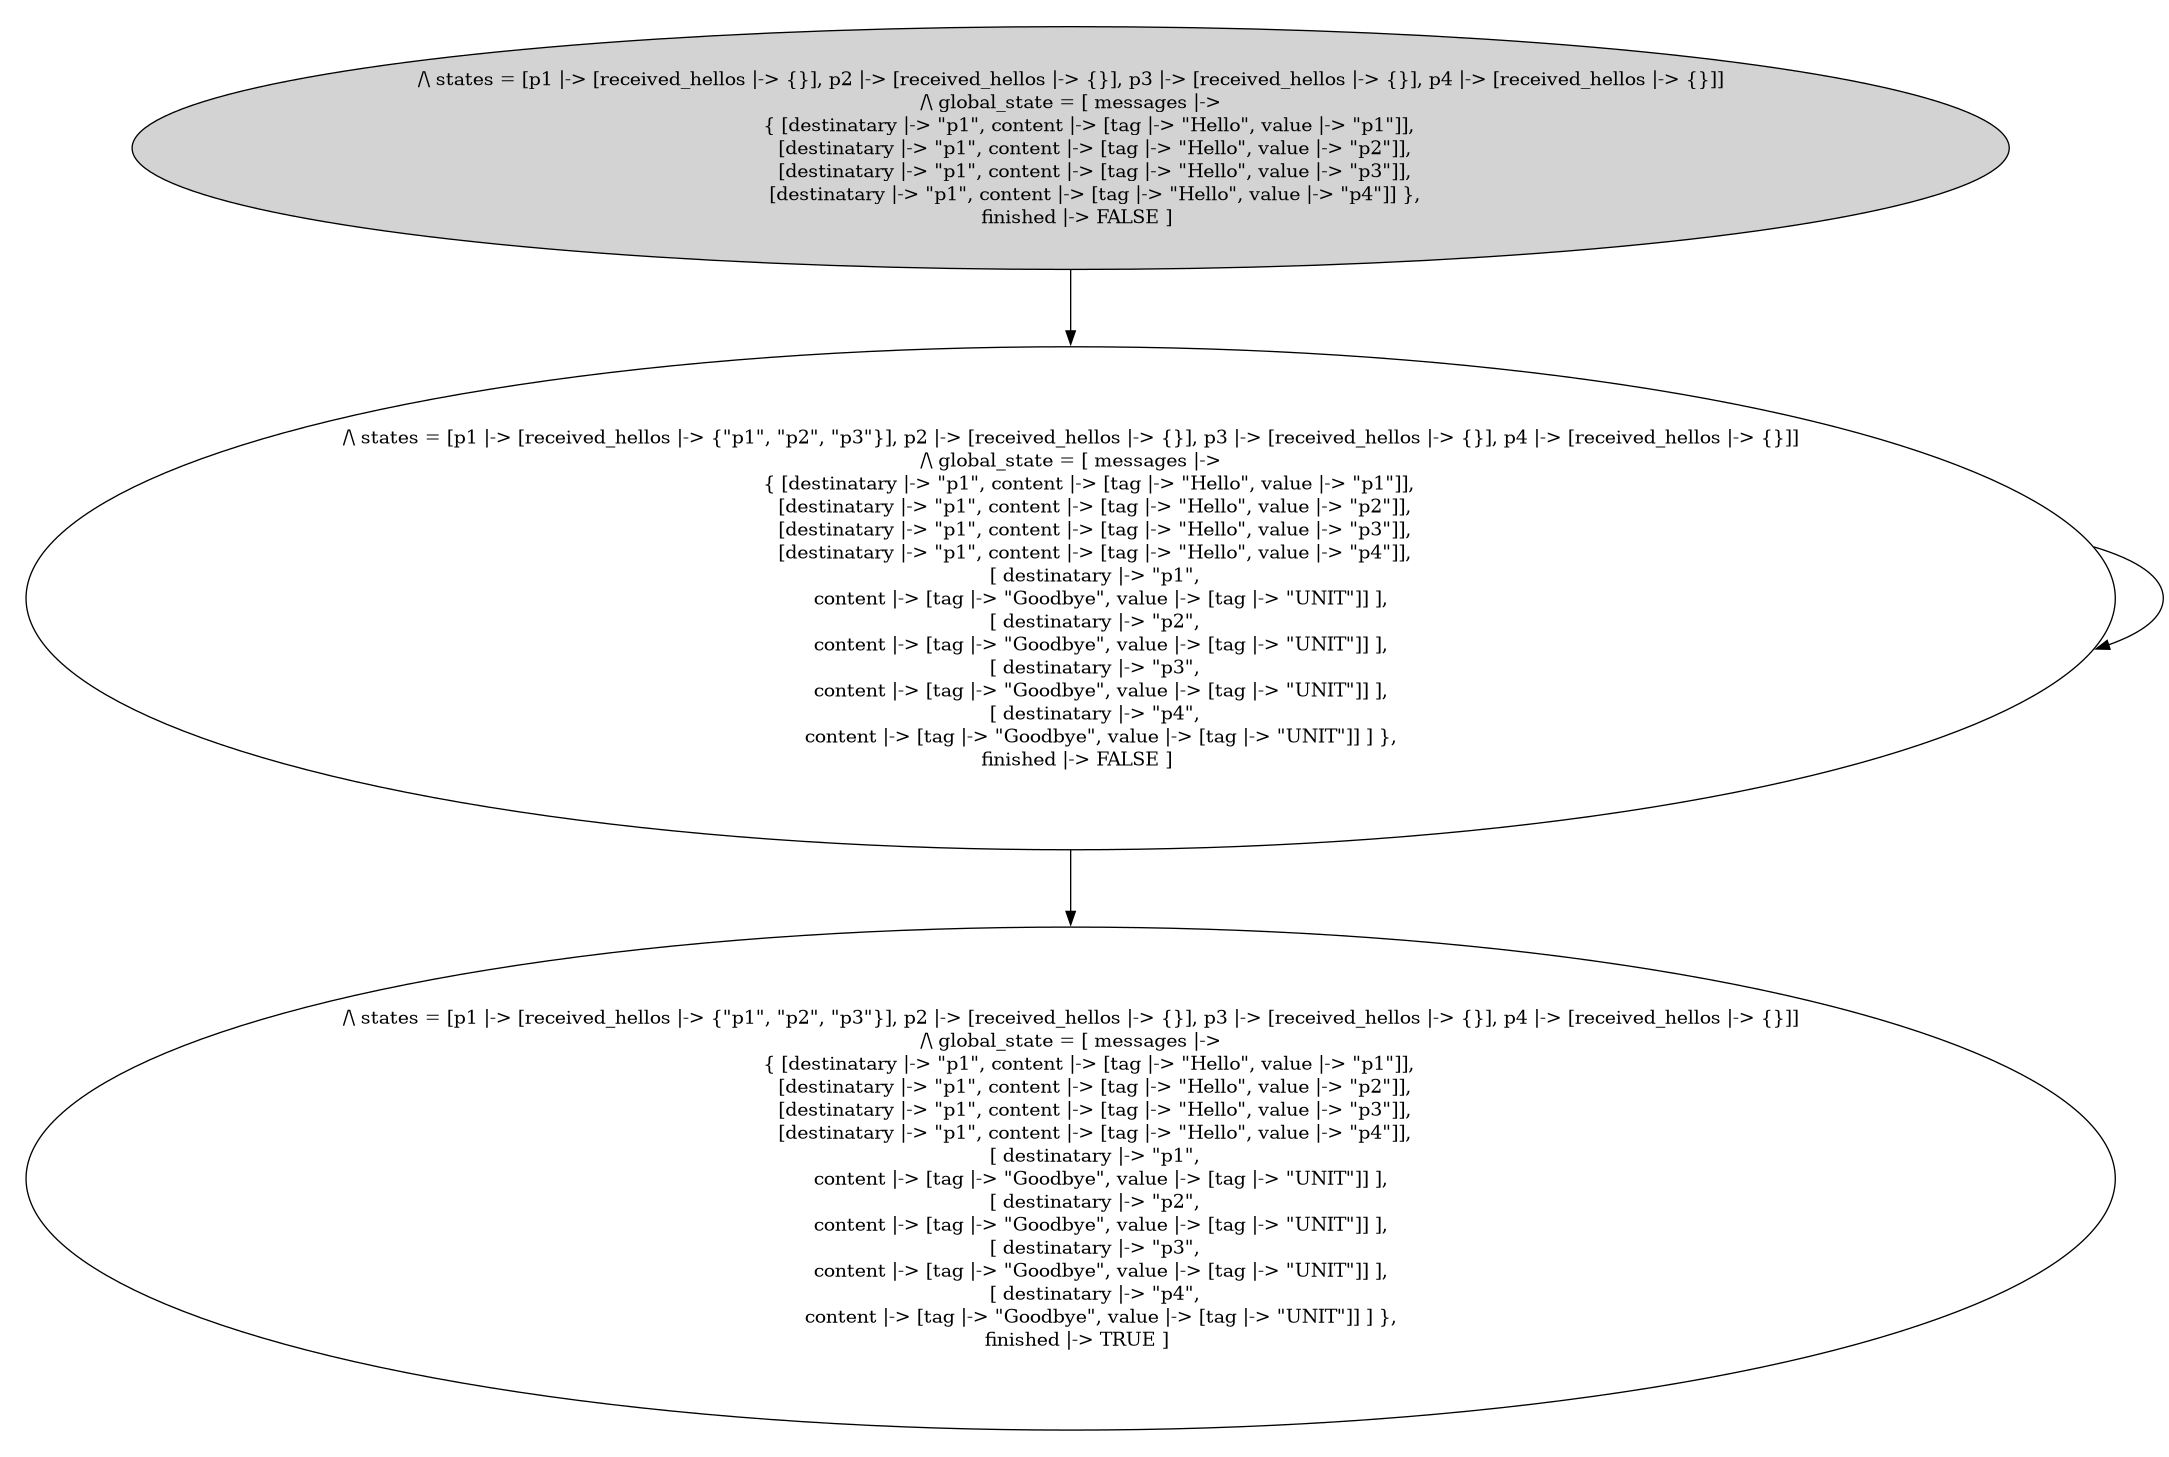 /\ states = [p1 |-> [received_hellos |-> {}], p2 |-> [received_hellos |-> {}], p3 |-> [received_hellos |-> {}], p4 |-> [received_hellos |-> {}]]
/\ global_state = [ messages |->
{ [destinatary |-> "p1", content |-> [tag |-> "Hello", value |-> "p1"]],
[destinatary |-> "p1", content |-> [tag |-> "Hello", value |-> "p2"]],
[destinatary |-> "p1", content |-> [tag |-> "Hello", value |-> "p3"]],
[destinatary |-> "p1", content |-> [tag |-> "Hello", value |-> "p4"]] },
finished |-> FALSE ]
/\ states = [p1 |-> [received_hellos |-> {"p1", "p2", "p3"}], p2 |-> [received_hellos |-> {}], p3 |-> [received_hellos |-> {}], p4 |-> [received_hellos |-> {}]]
/\ global_state = [ messages |->
{ [destinatary |-> "p1", content |-> [tag |-> "Hello", value |-> "p1"]],
[destinatary |-> "p1", content |-> [tag |-> "Hello", value |-> "p2"]],
[destinatary |-> "p1", content |-> [tag |-> "Hello", value |-> "p3"]],
[destinatary |-> "p1", content |-> [tag |-> "Hello", value |-> "p4"]],
[ destinatary |-> "p1",
content |-> [tag |-> "Goodbye", value |-> [tag |-> "UNIT"]] ],
[ destinatary |-> "p2",
content |-> [tag |-> "Goodbye", value |-> [tag |-> "UNIT"]] ],
[ destinatary |-> "p3",
content |-> [tag |-> "Goodbye", value |-> [tag |-> "UNIT"]] ],
[ destinatary |-> "p4",
content |-> [tag |-> "Goodbye", value |-> [tag |-> "UNIT"]] ] },
finished |-> FALSE ]
/\ states = [p1 |-> [received_hellos |-> {"p1", "p2", "p3"}], p2 |-> [received_hellos |-> {}], p3 |-> [received_hellos |-> {}], p4 |-> [received_hellos |-> {}]]
/\ global_state = [ messages |->
{ [destinatary |-> "p1", content |-> [tag |-> "Hello", value |-> "p1"]],
[destinatary |-> "p1", content |-> [tag |-> "Hello", value |-> "p2"]],
[destinatary |-> "p1", content |-> [tag |-> "Hello", value |-> "p3"]],
[destinatary |-> "p1", content |-> [tag |-> "Hello", value |-> "p4"]],
[ destinatary |-> "p1",
content |-> [tag |-> "Goodbye", value |-> [tag |-> "UNIT"]] ],
[ destinatary |-> "p2",
content |-> [tag |-> "Goodbye", value |-> [tag |-> "UNIT"]] ],
[ destinatary |-> "p3",
content |-> [tag |-> "Goodbye", value |-> [tag |-> "UNIT"]] ],
[ destinatary |-> "p4",
content |-> [tag |-> "Goodbye", value |-> [tag |-> "UNIT"]] ] },
finished |-> TRUE ]